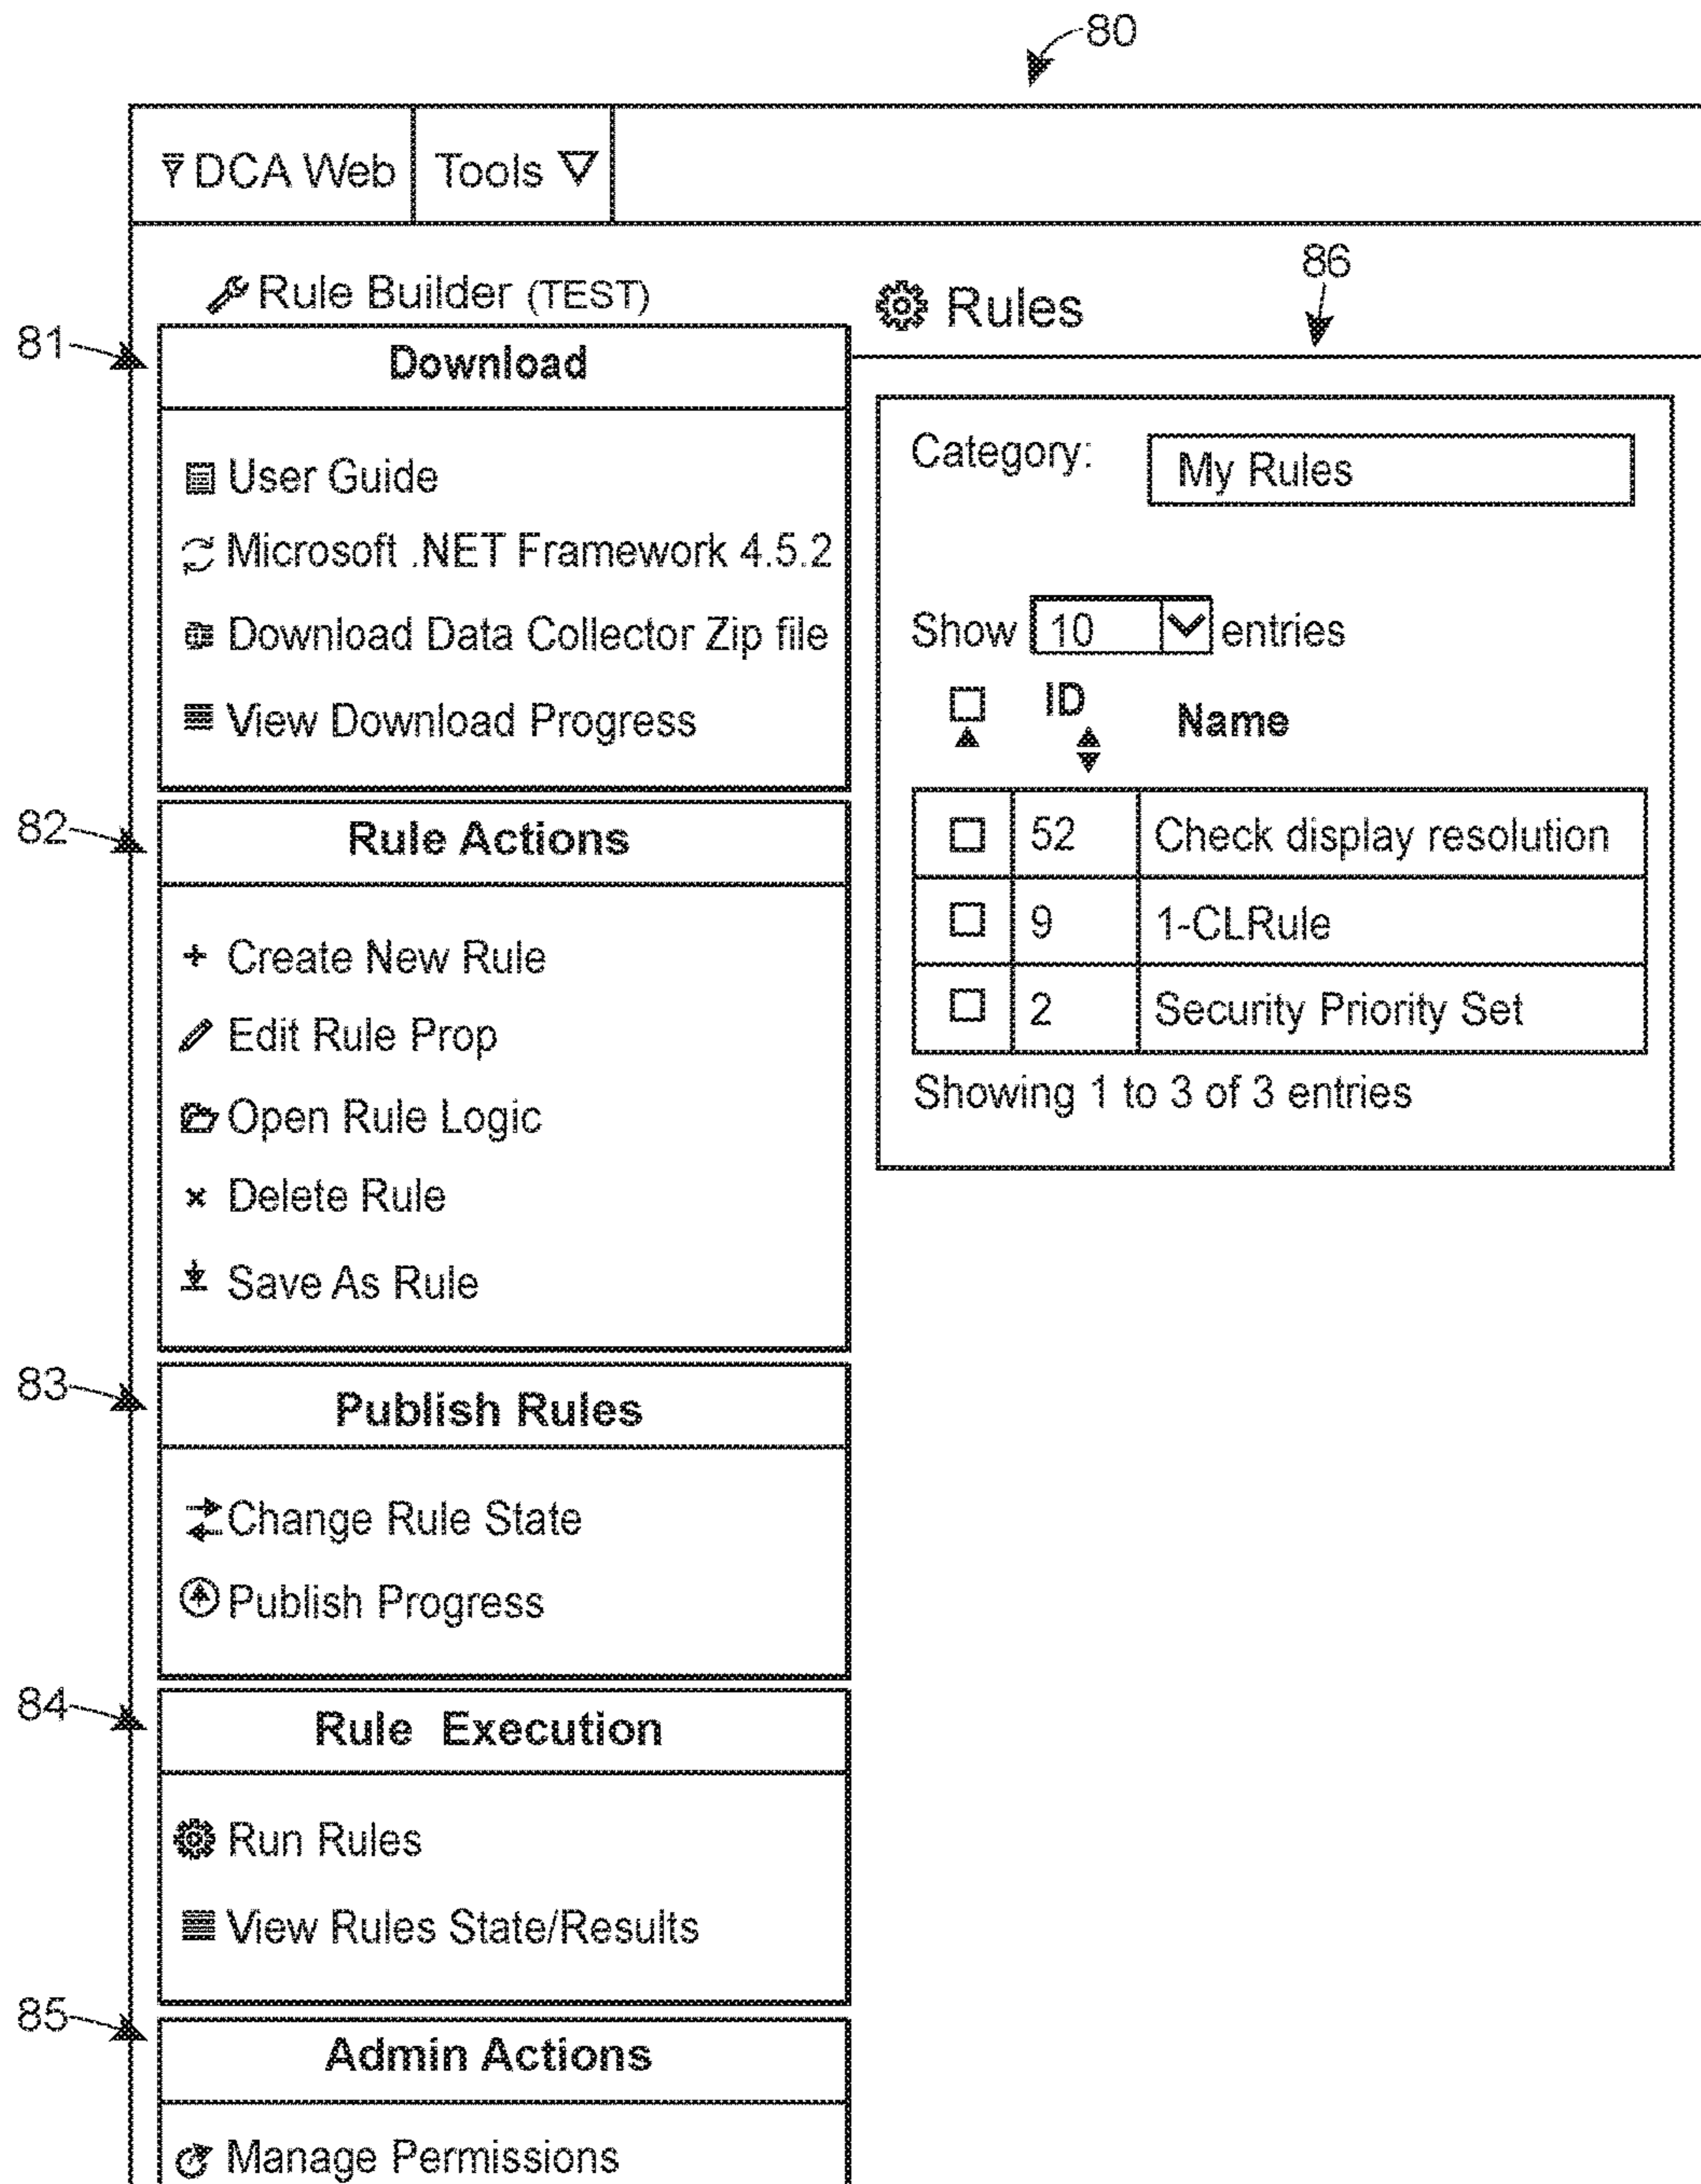 80
DCA Web Tools
Rule Builder (TEST)
81
Download
User Guide
Microsoft .NET Framework 4.5.2
Download Data Collector Zip file
View Download Progress
82
Rule Actions
+ Create New Rule
Edit Rule Prop
Open Rule Logic
× Delete Rule
Save As Rule
83
Publish Rules
Change Rule State
Publish Progress
84
Rule Execution
Run Rules
View Rules State/Results
85
Admin Actions
Manage Permissions
Rules
86
Category: My Rules
Show 10 entries
ID Name
52 Check display resolution
9 1-CLRule
2 Security Priority Set
Showing 1 to 3 of 3 entries